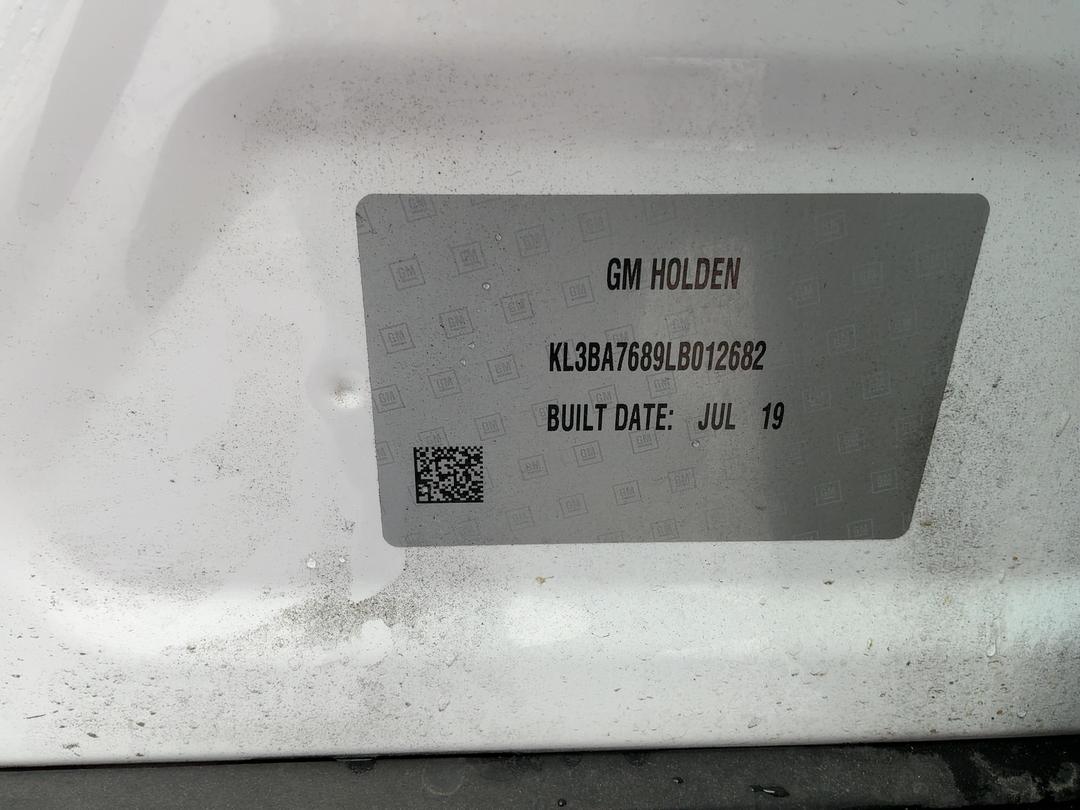 GM HOLDEN
KL3BA7689LB012682
BUILT DATE: JUL 19